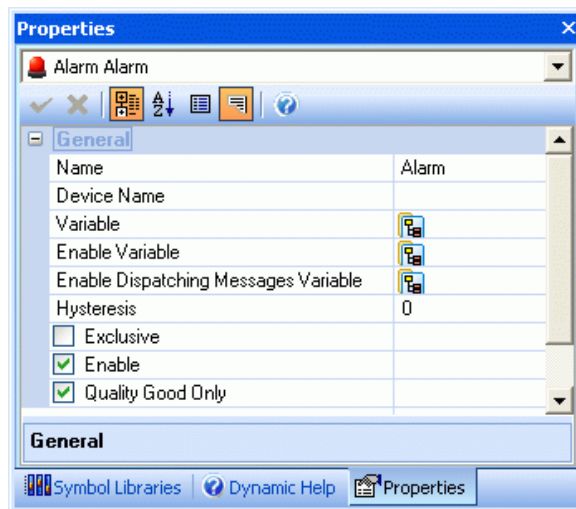 Properties
Alarm Alarm
General
Name Alarm
Device Name
Variable
Enable Variable
Enable Dispatching Messages Variable
Hysteresis 0
Exclusive
Enable
Quality Good Only
General
Symbol Libraries Dynamic Help Properties